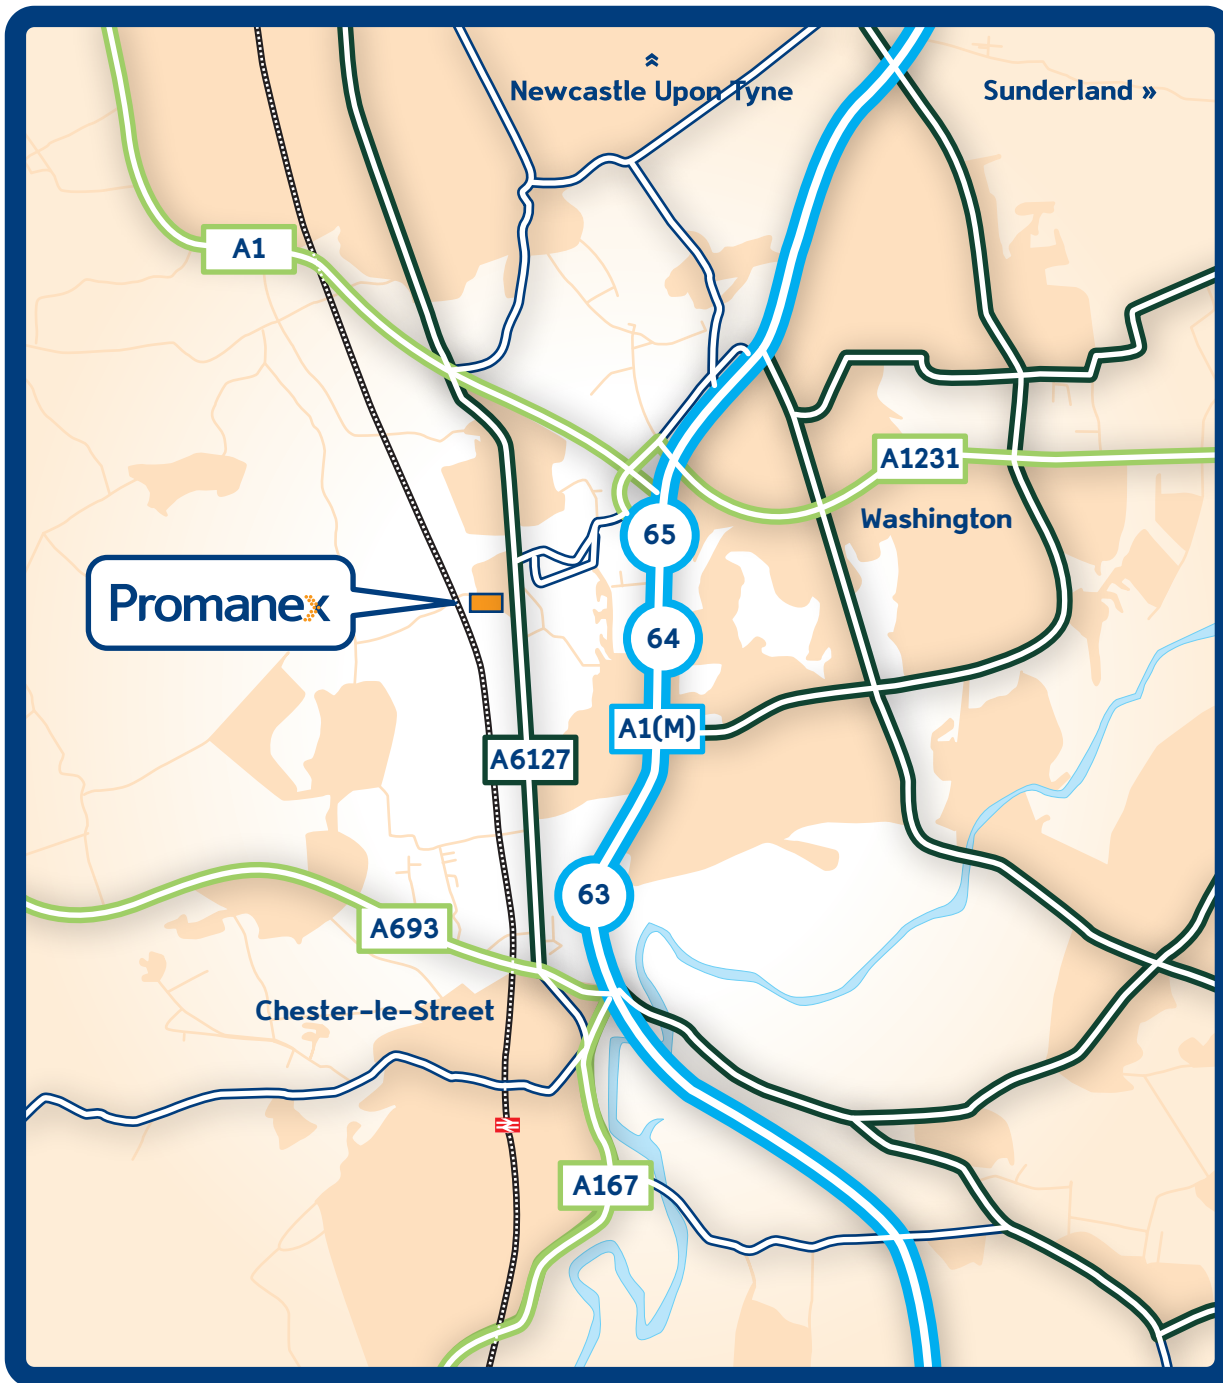 Newcastle Upon Tyne
Sunderland »
A1
A1231
Washington
65
Promanex
64
A1(M)
A6127
63
A693
Chester-le-Street
A167